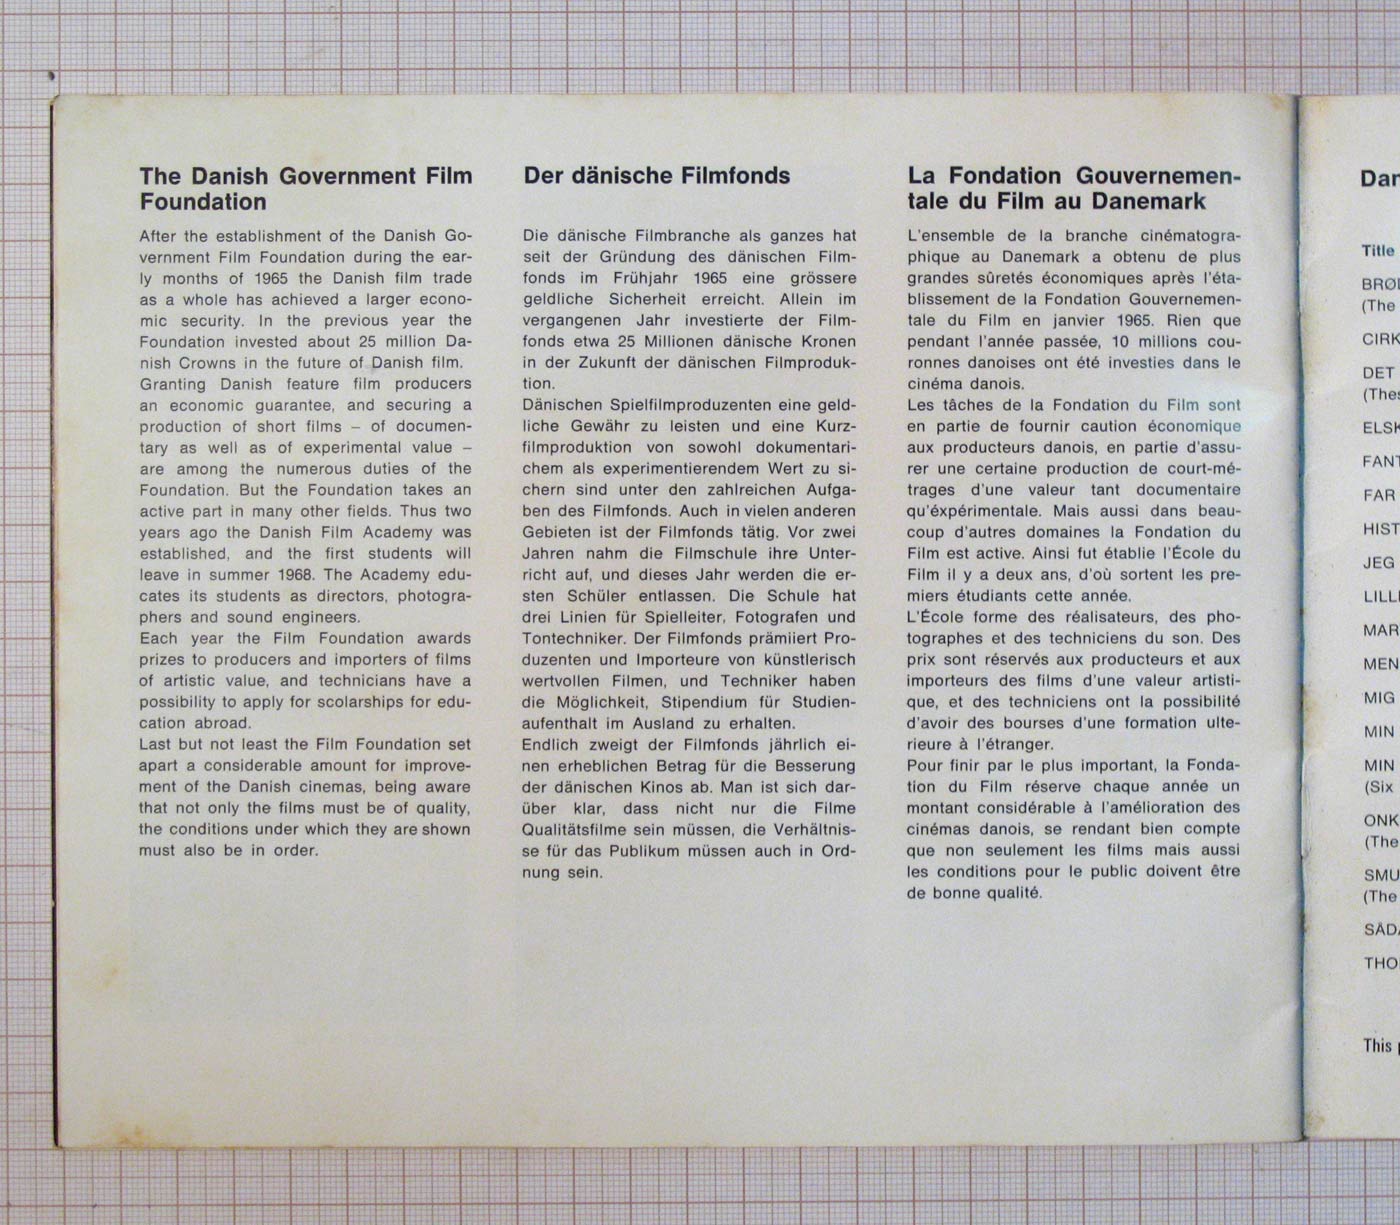 The Danish Government Film
Foundation
After the establishment of the Danish Go-
vernment Film Foundation during the ear-
ly months of 1965 the Danish film trade
as a whole has achieved a larger econo-
mic security. In the previous year the
Foundation invested about 25 million Da-
nish Crowns in the future of Danish film.
Granting Danish feature film producers
an economic guarantee, and securing a
production of short films – of documen-
tary as well as of experimental value –
are among the numerous duties of the
Foundation. But the Foundation takes an
active part in many other fields. Thus two
years ago the Danish Film Academy was
established, and the first students will
leave in summer 1968. The Academy edu-
cates its students as directors, photogra-
phers and sound engineers.
Each year the Film Foundation awards
prizes to producers and importers of films
of artistic value, and technicians have a
possibility to apply for scolarships for edu-
cation abroad.
Last but not least the Film Foundation set
apart a considerable amount for improve-
ment of the Danish cinemas, being aware
that not only the films must be of quality,
the conditions under which they are shown
must also be in order.
Der dänische Filmfonds
Die dänische Filmbranche als ganzes hat
seit der Gründung des dänischen Film-
fonds im Frühjahr 1965 eine grössere
geldliche Sicherheit erreicht. Allein im
vergangenen Jahr investierte der Film-
fonds etwa 25 Millionen dänische Kronen
in der Zukunft der dänischen Filmproduk-
tion.
Dänischen Spielfilmproduzenten eine geld-
liche Gewähr zu leisten und eine Kurz-
filmproduktion von sowohl dokumentari-
chem als experimentierendem Wert zu si-
chern sind unter den zahlreichen Aufga-
ben des Filmfonds. Auch in vielen anderen
Gebieten ist der Filmfonds tätig. Vor zwei
Jahren nahm die Filmschule ihre Unter-
richt auf, und dieses Jahr werden die er-
sten Schüler entlassen. Die Schule hat
drei Linien für Spielleiter, Fotografen und
Tontechniker. Der Filmfonds prämiiert Pro-
duzenten und Importeure von künstlerisch
wertvollen Filmen, und Techniker haben
die Möglichkeit, Stipendium für Studien-
aufenthalt im Ausland zu erhalten.
Endlich zweigt der Filmfonds jährlich ei-
nen erheblichen Betrag für die Besserung
der dänischen Kinos ab. Man ist sich dar-
über klar, dass nicht nur die Filme
Qualitätsfilme sein müssen, die Verhältnis-
se für das Publikum müssen auch in Ord-
nung sein.
La Fondation Gouvernemen-
tale du Film au Danemark
L'ensemble de la branche cinématogra-
phique au Danemark a obtenu de plus
grandes sûretés économiques après l'éta-
blissement de la Fondation Gouvernemen-
tale du Film en janvier 1965. Rien que
pendant l'année passée, 10 millions cou-
ronnes danoises ont été investies dans le
cinéma danois.
Les tâches de la Fondation du Film sont
en partie de fournir caution économique
aux producteurs danois, en partie d'assu-
rer une certaine production de court-mé-
trages d'une valeur tant documentaire
qu'éxpérimentale. Mais aussi dans beau-
coup d'autres domaines la Fondation du
Film est active. Ainsi fut établie l'École du
Film il y a deux ans, d'où sortent les pre-
miers étudiants cette année.
L'École forme des réalisateurs, des pho-
tographes et des techniciens du son. Des
prix sont réservés aux producteurs et aux
importeurs des films d'une valeur artisti-
que, et des techniciens ont la possibilité
d'avoir des bourses d'une formation ulte-
rieure à l'étranger.
Pour finir par le plus important, la Fonda-
tion du Film réserve chaque année un
montant considérable à l'amélioration des
cinémas danois, se rendant bien compte
que non seulement les films mais aussi
les conditions pour le public doivent être
de bonne qualité.
Dan
Title
BRØD
(The
CIRK
DET
(Thes
ELSK
FANT
FAR
HIST
JEG
LILL
MAR
MEN
MIG
MIN
MIN
(Six
ONK
(The
SMU
(The
SÅDA
THO
This